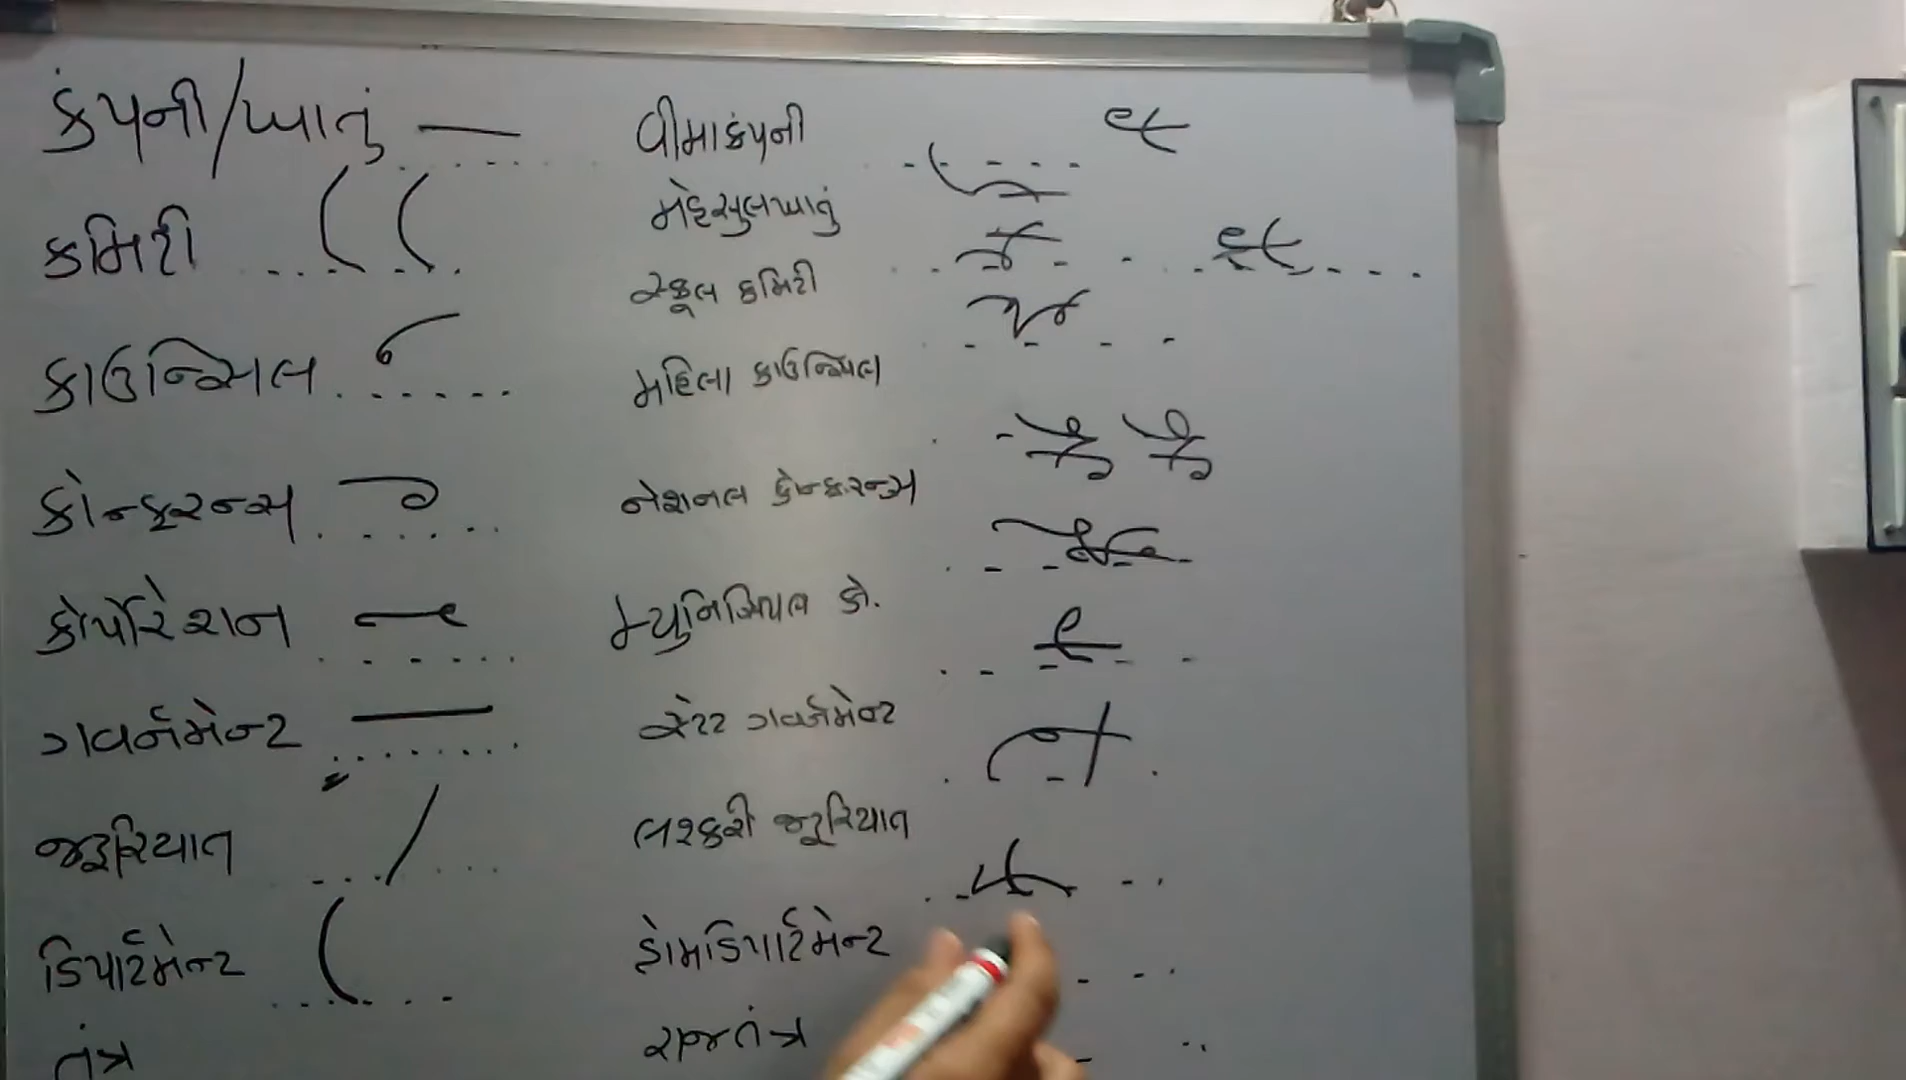 કંપની/ખાતું
કમિટી
કાઉન્સિલ
કોન્ફરન્સ
કોર્પોરેશન
ગવર્નમેન્ટ
જરૂરિયાત
ડિપાર્ટમેન્ટ
તંત્ર
વીમાકંપની
મહેસુલખાતું
સ્કૂલ કમિટી
મહિલા કાઉન્સિલ
નેશનલ કોન્ફરન્સ
મ્યુનિસિપલ કો.
સ્ટેટ ગવર્નમેન્ટ
લશ્કરી જરૂરિયાત
હોમડિપાર્ટમેન્ટ
રાજતંત્ર